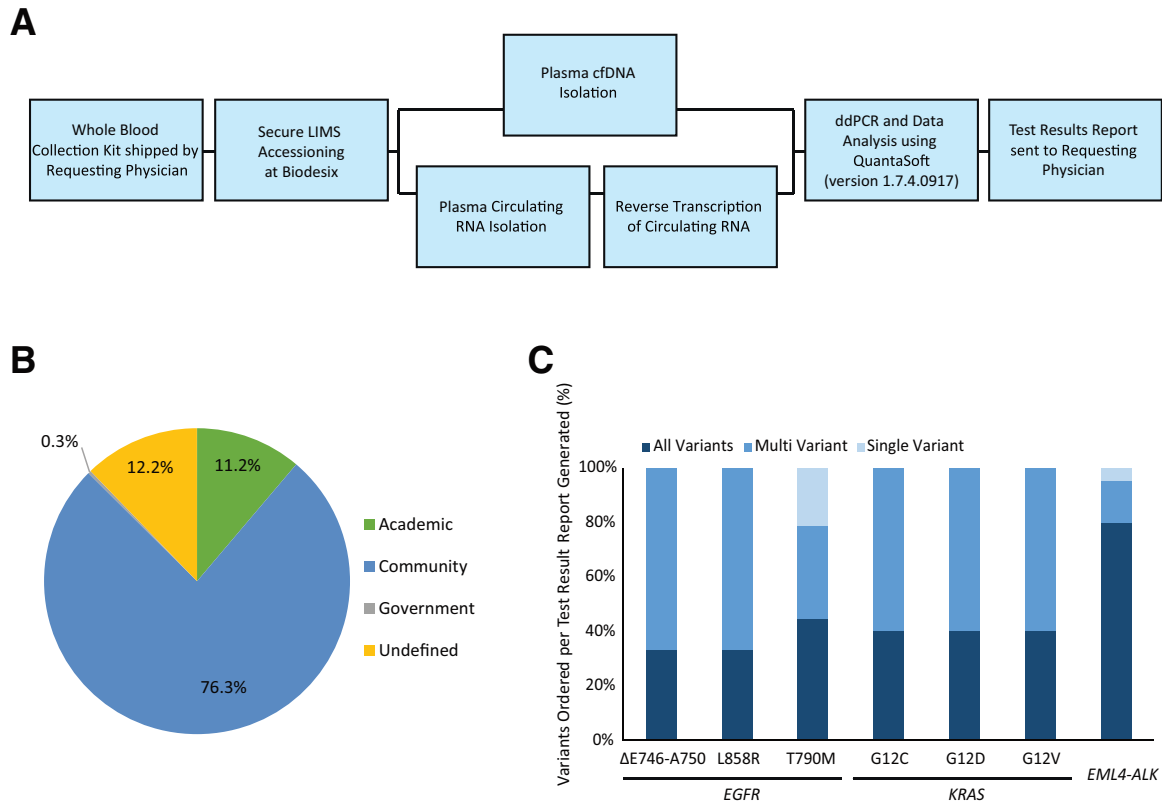 A
Whole Blood
Collection Kit shipped by
Requesting Physician
Secure LIMS
Accessioning
at Biodesix
Plasma cfDNA
Isolation
Plasma Circulating
RNA Isolation
Reverse Transcription
of Circulating RNA
ddPCR and Data
Analysis using
QuantaSoft
(version 1.7.4.0917)
Test Results Report
sent to Requesting
Physician
B
0.3%
12.2%
11.2%
76.3%
Academic
Community
Government
Undefined
C
Variants Ordered per Test Result Report Generated (%)
All Variants Multi Variant Single Variant
100%
80%
60%
40%
20%
0%
ΔE746-A750 L858R T790M G12C G12D G12V EML4-ALK
EGFR KRAS